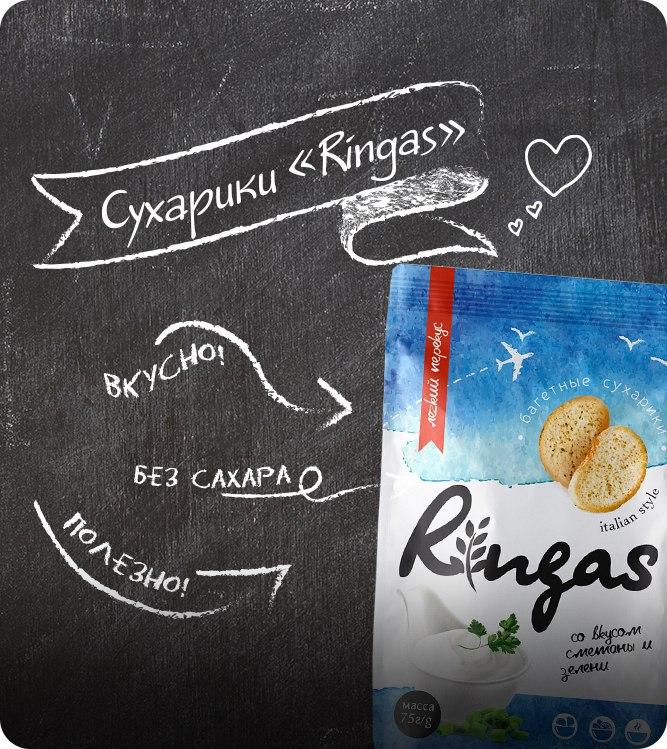 Сухарики «Ringas»
ВКУСНО!
БЕЗ САХАРА
ПОЛЕЗНО!
легкий перекус
багетные сухарики
italian style
Ringas
со вкусом
сметаны и
зелени
масса
75г/g